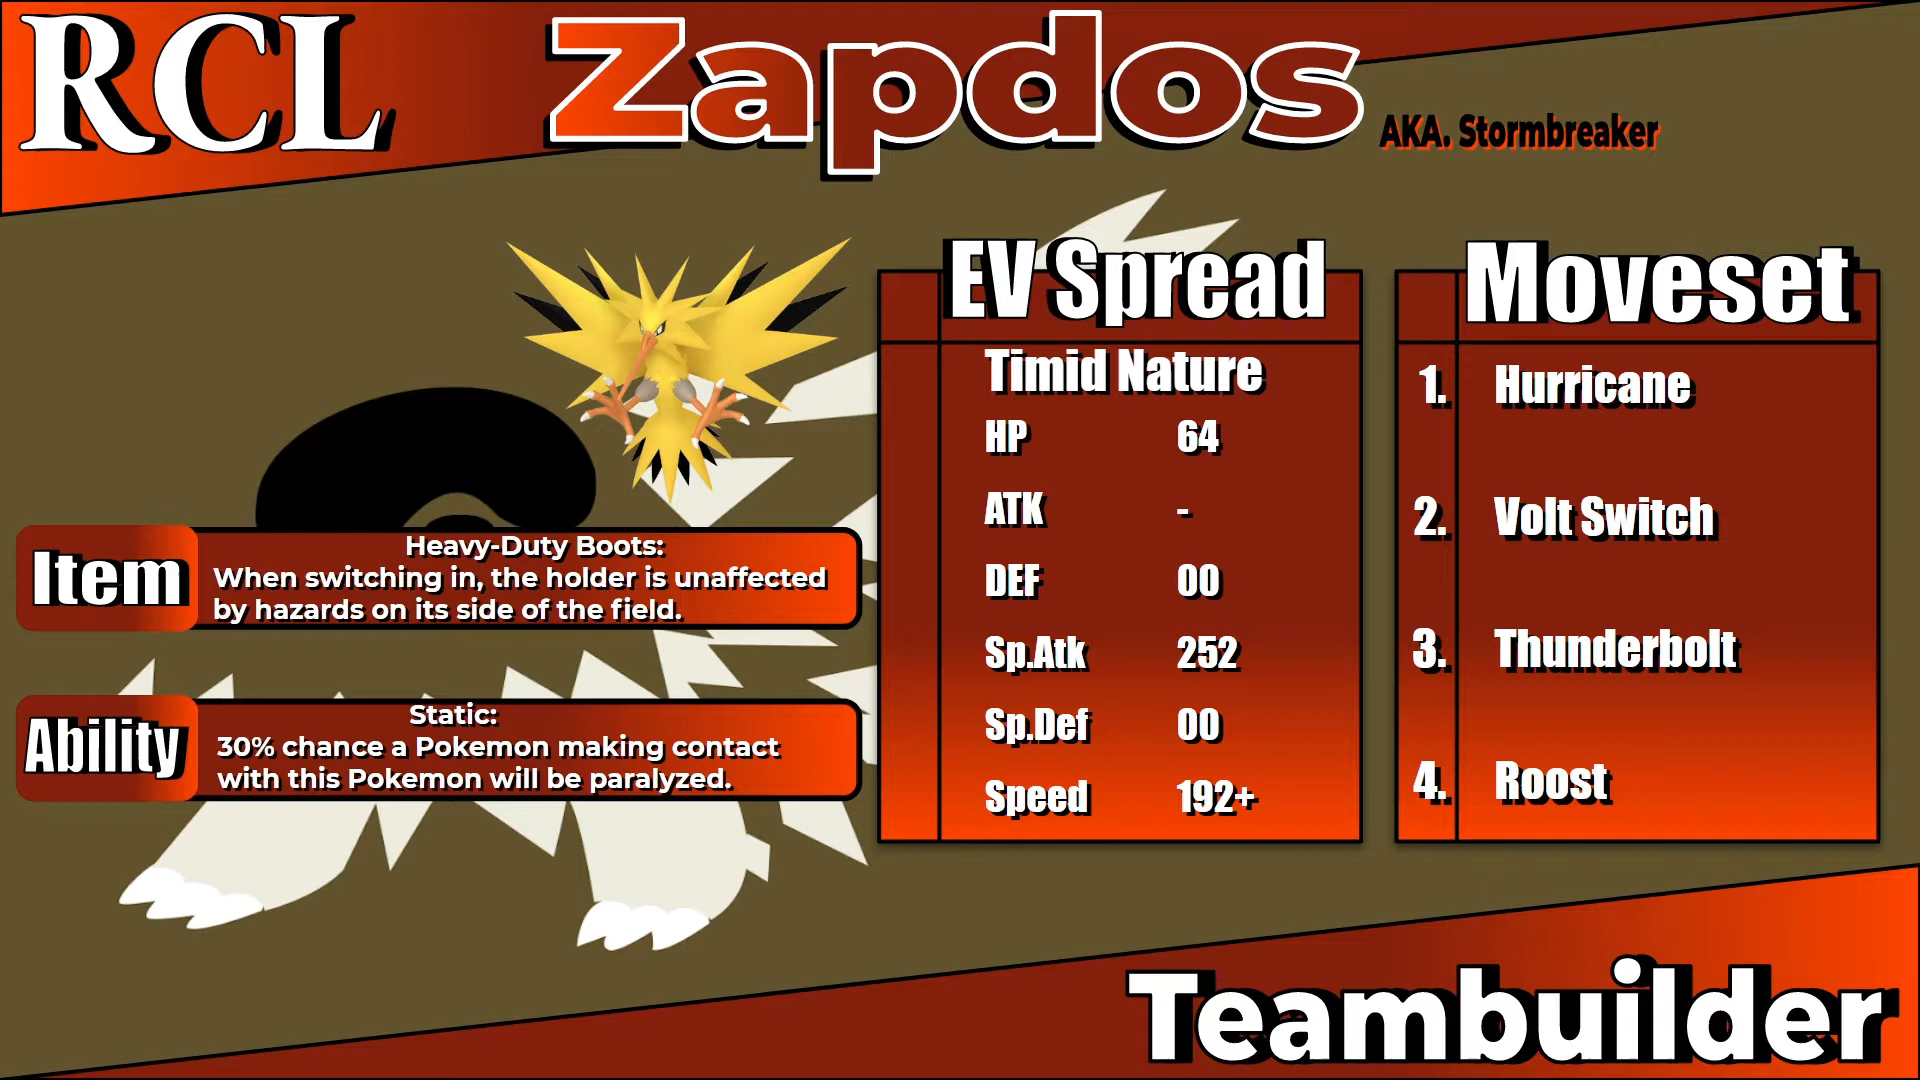 RCL
Zapdos
AKA. Stormbreaker
EV Spread
Timid Nature
HP 64
ATK -
DEF 00
Sp.Atk 252
Sp.Def 00
Speed 192+
Moveset
1. Hurricane
2. Volt Switch
3. Thunderbolt
4. Roost
Item
Heavy-Duty Boots:
When switching in, the holder is unaffected
by hazards on its side of the field.
Ability
Static:
30% chance a Pokemon making contact
with this Pokemon will be paralyzed.
Teambuilder